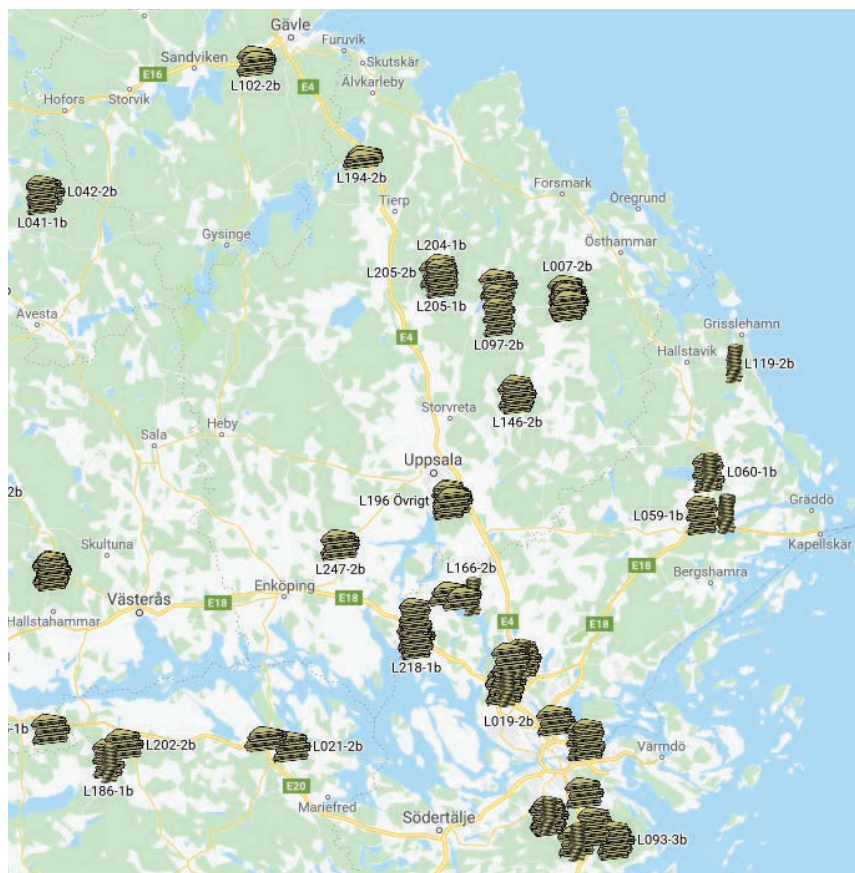 Gävle
Furuvik
Sandviken
Skutskär
L102-2b
E16
E4
Älvkarleby
Hofors
Storvik
L194-2b
Forsmark
L042-2b
Öregrund
Tierp
L041-1b
Gysinge
L204-1b
Östhammar
L205-2b
L007-2b
L205-1b
Avesta
Grisslehamn
E4
L097-2b
Hallstavik
L119-2b
Storvreta
L146-2b
Heby
Sala
Uppsala
L060-1b
2b
L196 Övrigt
Gräddö
L059-1b
Kapellskär
Skultuna
L247-2b
L166-2b
E18
Bergshamra
Enköping
Västerås
E18
E18
Hallstahammar
E4
E18
L218-1b
L019-2b
-1b
L202-2b
L021-2b
Värmdö
L186-1b
E20
Mariefred
Södertälje
L093-3b